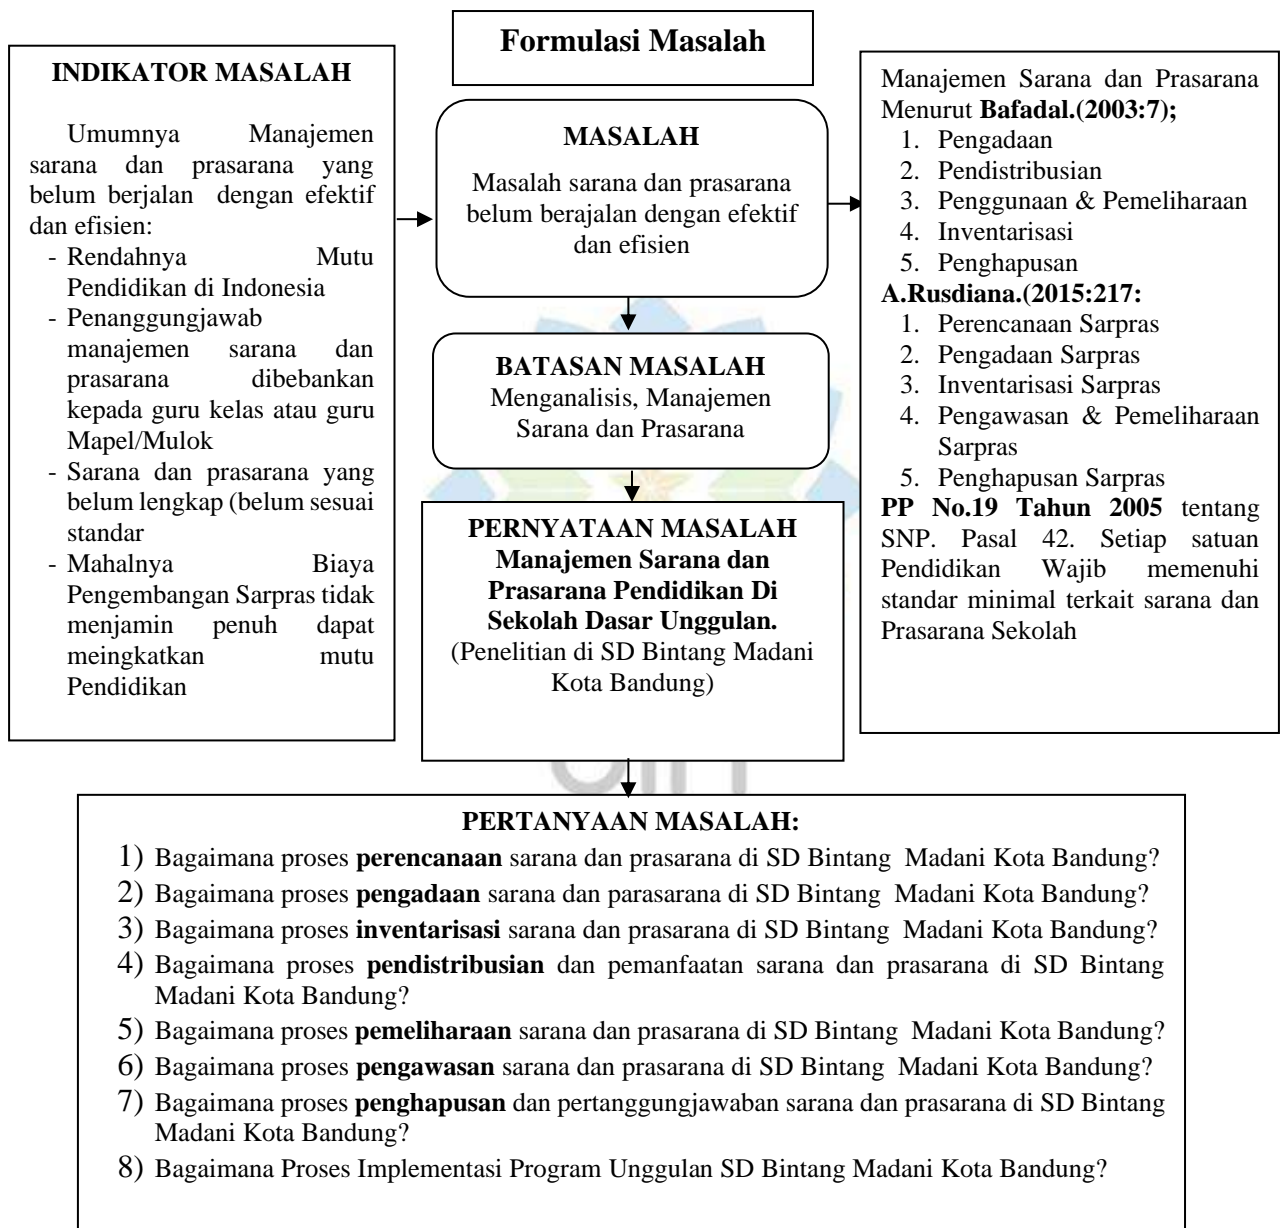 Formulasi Masalah
INDIKATOR MASALAH
Umumnya Manajemen
sarana dan prasarana yang
belum berjalan dengan efektif
dan efisien:
- Rendahnya Mutu
Pendidikan di Indonesia
- Penanggungjawab
manajemen sarana dan
prasarana dibebankan
kepada guru kelas atau guru
Mapel/Mulok
- Sarana dan prasarana yang
belum lengkap (belum sesuai
standar
- Mahalnya Biaya
Pengembangan Sarpras tidak
menjamin penuh dapat
meingkatkan mutu
Pendidikan
MASALAH
Masalah sarana dan prasarana
belum berajalan dengan efektif
dan efisien
BATASAN MASALAH
Menganalisis, Manajemen
Sarana dan Prasarana
PERNYATAAN MASALAH
Manajemen Sarana dan
Prasarana Pendidikan Di
Sekolah Dasar Unggulan.
(Penelitian di SD Bintang Madani
Kota Bandung)
Manajemen Sarana dan Prasarana
Menurut Bafadal.(2003:7);
1. Pengadaan
2. Pendistribusian
3. Penggunaan & Pemeliharaan
4. Inventarisasi
5. Penghapusan
A.Rusdiana.(2015:217:
1. Perencanaan Sarpras
2. Pengadaan Sarpras
3. Inventarisasi Sarpras
4. Pengawasan & Pemeliharaan
Sarpras
5. Penghapusan Sarpras
PP No.19 Tahun 2005 tentang
SNP. Pasal 42. Setiap satuan
Pendidikan Wajib memenuhi
standar minimal terkait sarana dan
Prasarana Sekolah
PERTANYAAN MASALAH:
1) Bagaimana proses perencanaan sarana dan prasarana di SD Bintang Madani Kota Bandung?
2) Bagaimana proses pengadaan sarana dan parasarana di SD Bintang Madani Kota Bandung?
3) Bagaimana proses inventarisasi sarana dan prasarana di SD Bintang Madani Kota Bandung?
4) Bagaimana proses pendistribusian dan pemanfaatan sarana dan prasarana di SD Bintang
Madani Kota Bandung?
5) Bagaimana proses pemeliharaan sarana dan prasarana di SD Bintang Madani Kota Bandung?
6) Bagaimana proses pengawasan sarana dan prasarana di SD Bintang Madani Kota Bandung?
7) Bagaimana proses penghapusan dan pertanggungjawaban sarana dan prasarana di SD Bintang
Madani Kota Bandung?
8) Bagaimana Proses Implementasi Program Unggulan SD Bintang Madani Kota Bandung?